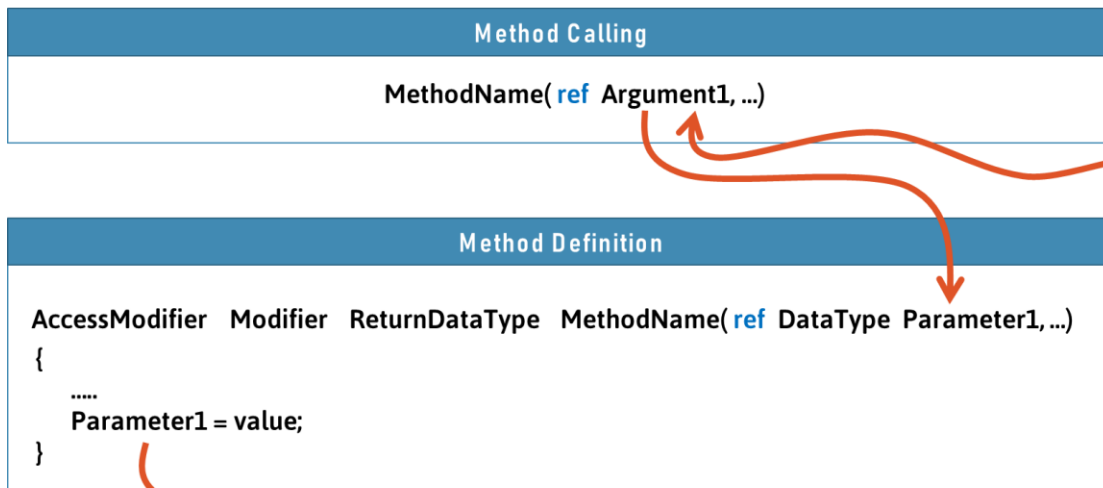 Method Calling
MethodName( ref Argument1, ...)
Method Definition
AccessModifier Modifier ReturnDataType MethodName( ref DataType Parameter1, ...)
{
.....
Parameter1 = value;
}